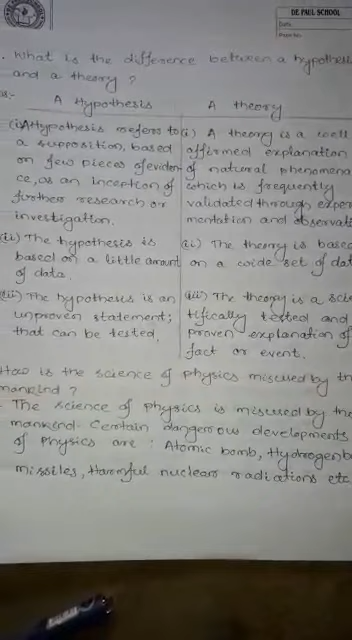 DE PAUL SCHOOL
Date
Page No.
. What is the difference between a hypothesis
and a theory ?
A Hypothesis A theory
(i) A Hypothesis refers to (i) A theory is a well
a supposition, based affirmed explanation
on few pieces of eviden of natural phenomena
ce, as an inception of which is frequently
further research or validated through exper
investigation. mentation and observat
(ii) The hypothesis is (ii) The theory is based
based on a little amount on a wide set of dat
of data.
(iii) The hypothesis is an (iii) The theory is a scie
unproven statement; tifically tested and
that can be tested. proven explanation of
fact or event.
How is the science of physics misused by th
mankind ?
- The science of physics is misused by the
mankind. Certain dangerous developments
of physics are : Atomic bomb, Hydrogen b
missiles, Harmful nuclear radiations etc